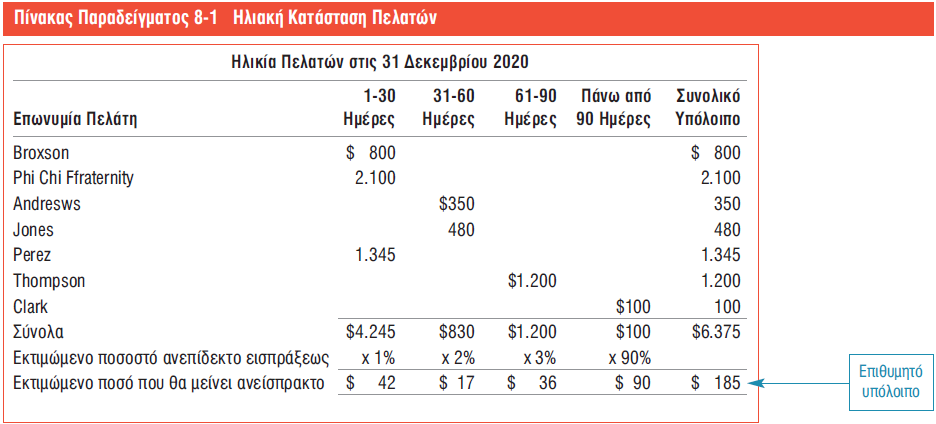 Πίνακας Παραδείγματος 8-1 Ηλιακή Κατάσταση Πελατών
Ηλικία Πελατών στις 31 Δεκεμβρίου 2020
1-30 31-60 61-90 Πάνω από Συνολικό
Επωνυμία Πελάτη Ημέρες Ημέρες Ημέρες 90 Ημέρες Υπόλοιπο
Broxson $ 800 $ 800
Phi Chi Ffraternity 2.100 2.100
Andresws $350 350
Jones 480 480
Perez 1.345 1.345
Thompson $1.200 1.200
Clark $100 100
Σύνολα $4.245 $830 $1.200 $100 $6.375
Εκτιμώμενο ποσοστό ανεπίδεκτο εισπράξεως x 1% x 2% x 3% x 90%
Εκτιμώμενο ποσό που θα μείνει ανείσπρακτο $ 42 $ 17 $ 36 $ 90 $ 185
Επιθυμητό
υπόλοιπο